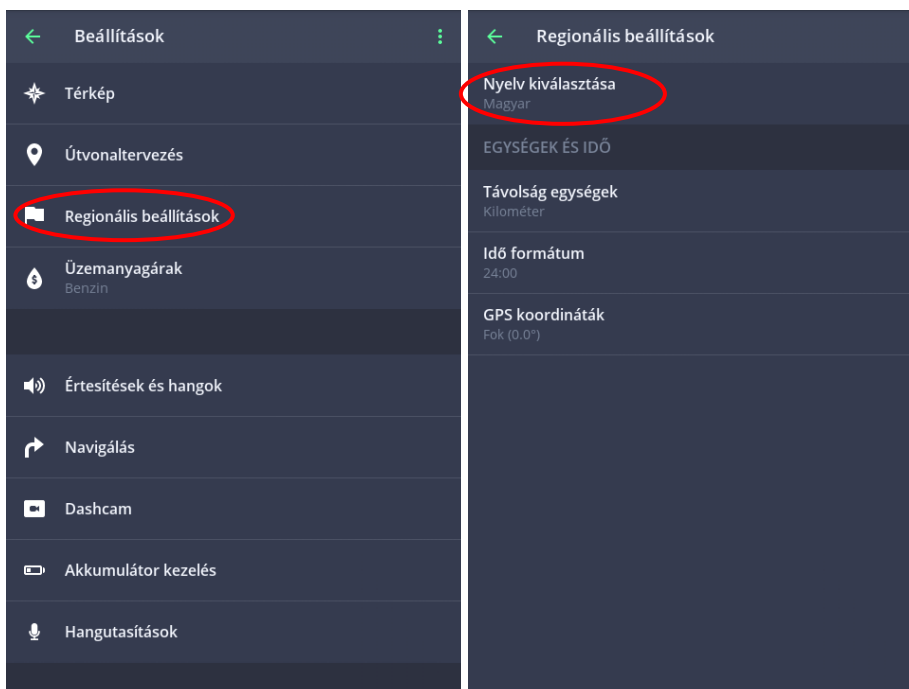 Beállítások
Térkép
Útvonaltervezés
Regionális beállítások
Üzemanyagárak
Benzin
Értesítések és hangok
Navigálás
Dashcam
Akkumulátor kezelés
Hangutasítások
Regionális beállítások
Nyelv kiválasztása
Magyar
EGYSÉGEK ÉS IDŐ
Távolság egységek
Kilométer
Idő formátum
24:00
GPS koordináták
Fok (0.0°)